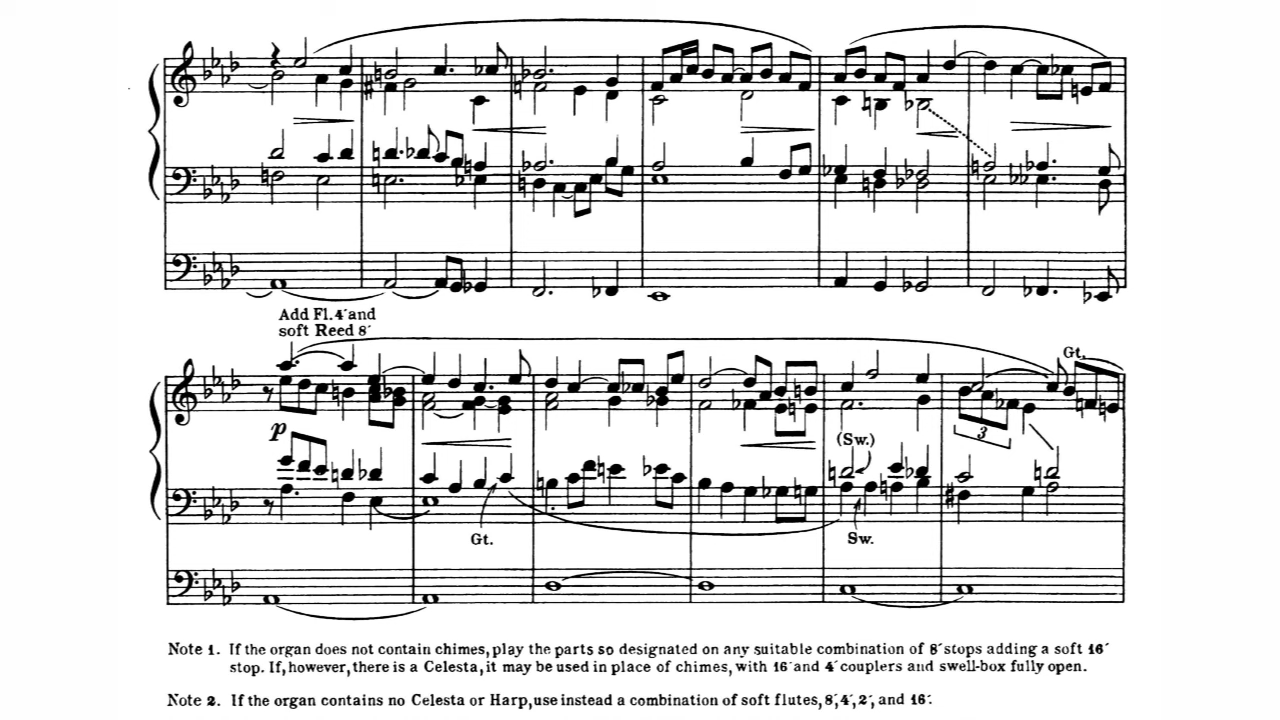 Add Fl. 4′ and
soft Reed 8′
Gt.
p
(Sw.)
3
Gt.
Sw.
Note 1. If the organ does not contain chimes, play the parts so designated on any suitable combination of 8′ stops adding a soft 16′
stop. If, however, there is a Celesta, it may be used in place of chimes, with 16′ and 4′ couplers and swell-box fully open.
Note 2. If the organ contains no Celesta or Harp, use instead a combination of soft flutes, 8′, 4′, 2′, and 16′.